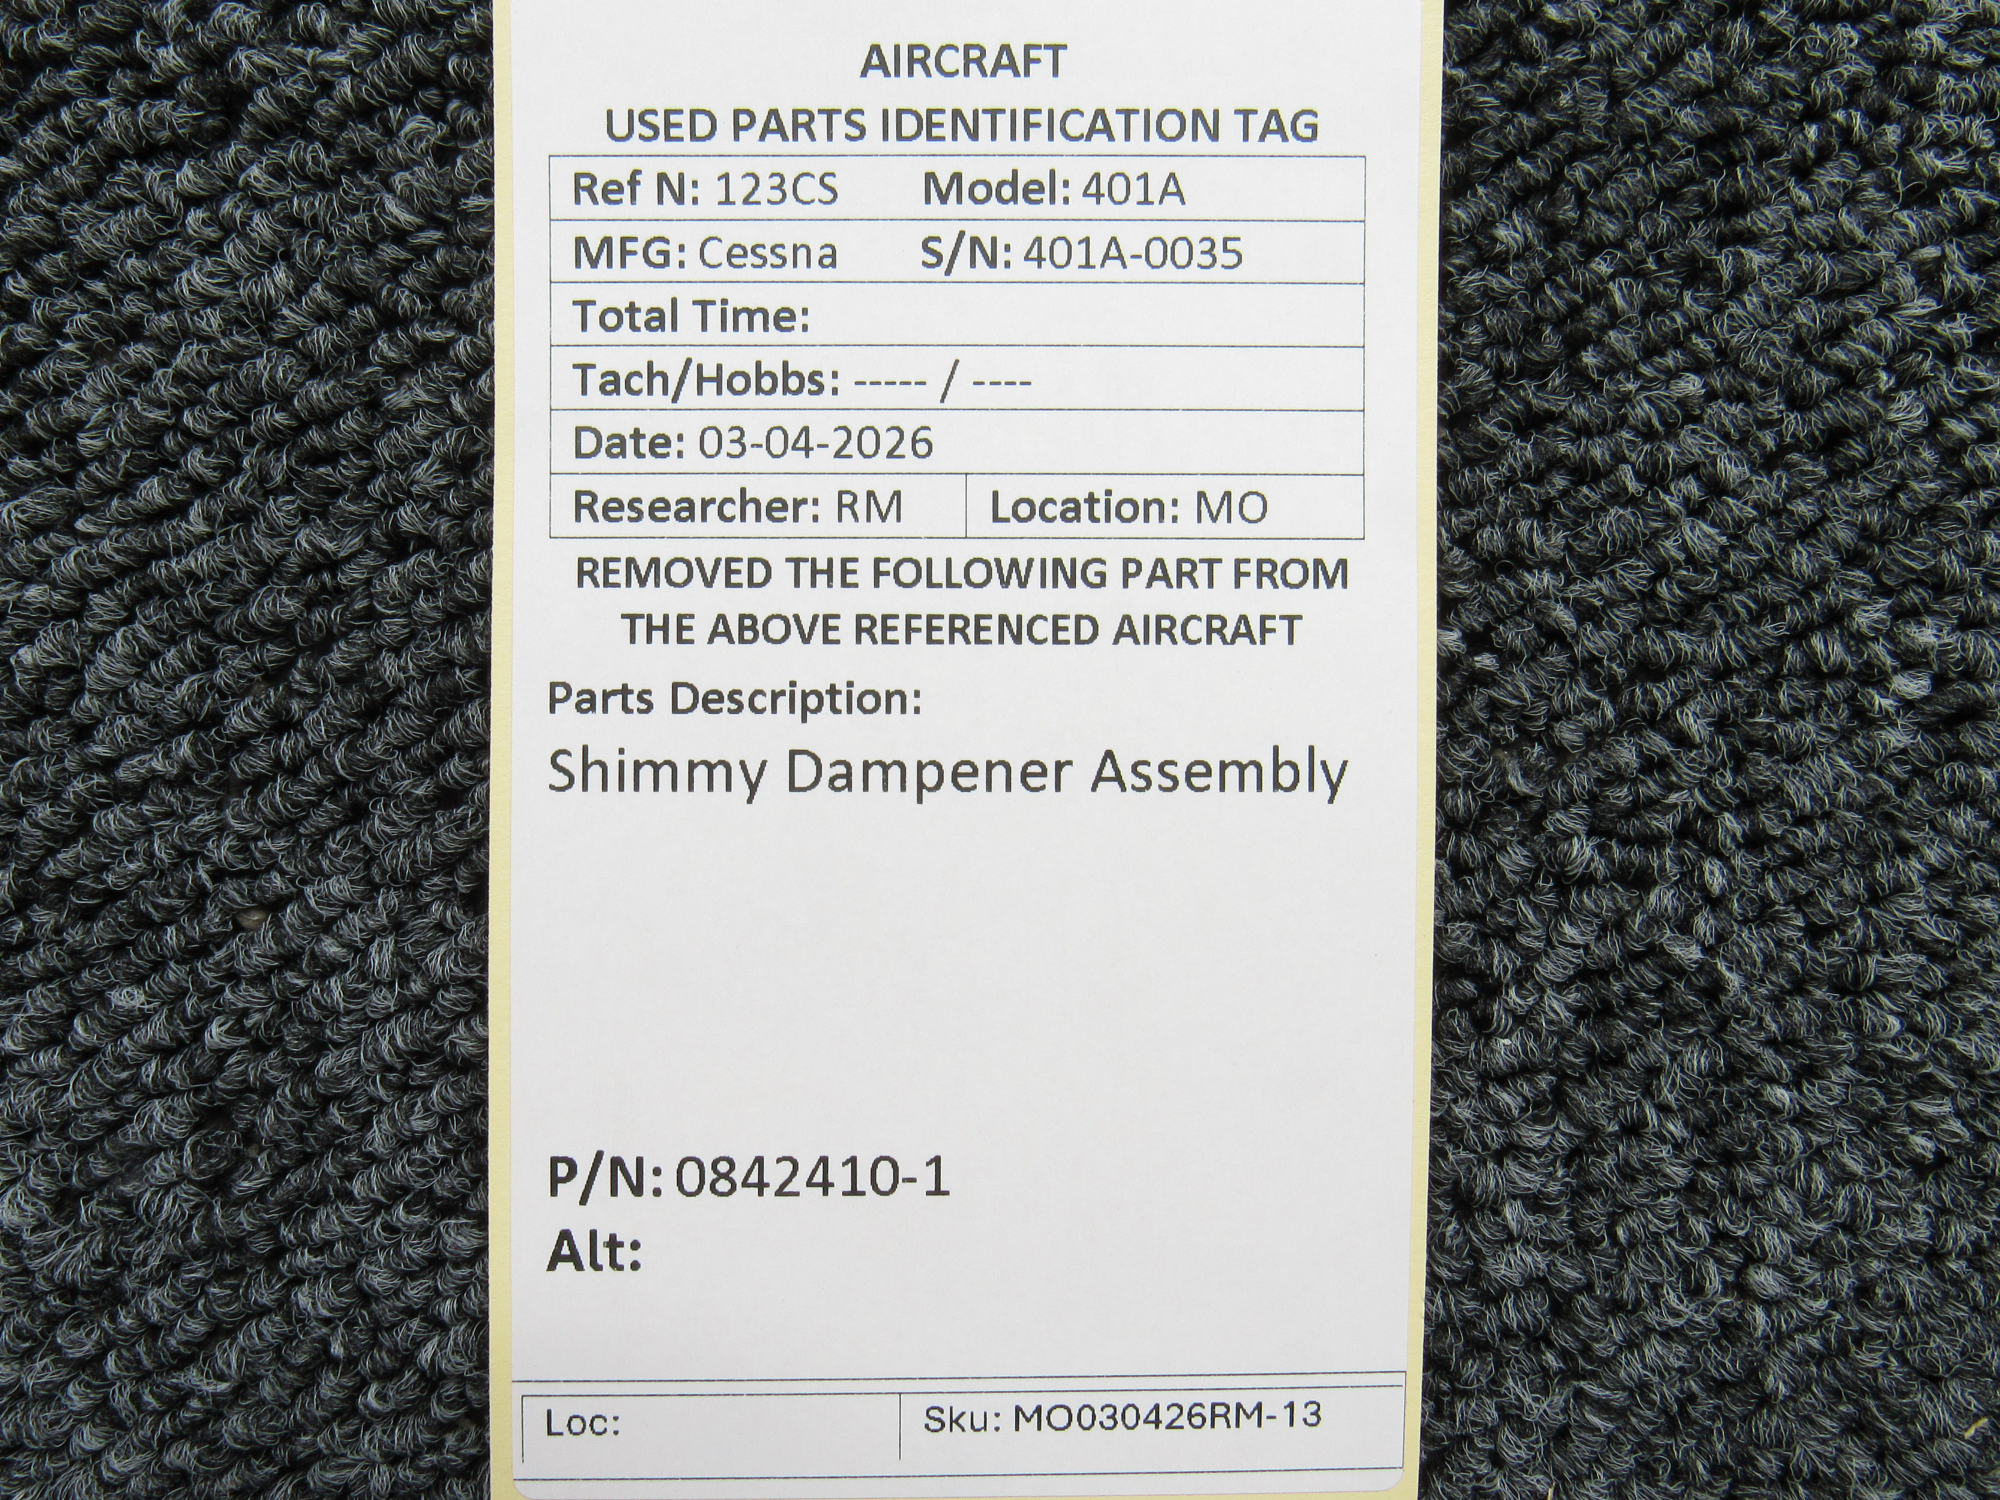 AIRCRAFT
USED PARTS IDENTIFICATION TAG
Ref N: 123CS Model: 401A
MFG: Cessna S/N: 401A-0035
Total Time:
Tach/Hobbs: ----- / ----
Date: 03-04-2026
Researcher: RM Location: MO
REMOVED THE FOLLOWING PART FROM
THE ABOVE REFERENCED AIRCRAFT
Parts Description:
Shimmy Dampener Assembly
P/N: 0842410-1
Alt:
Loc: Sku: MO030426RM-13